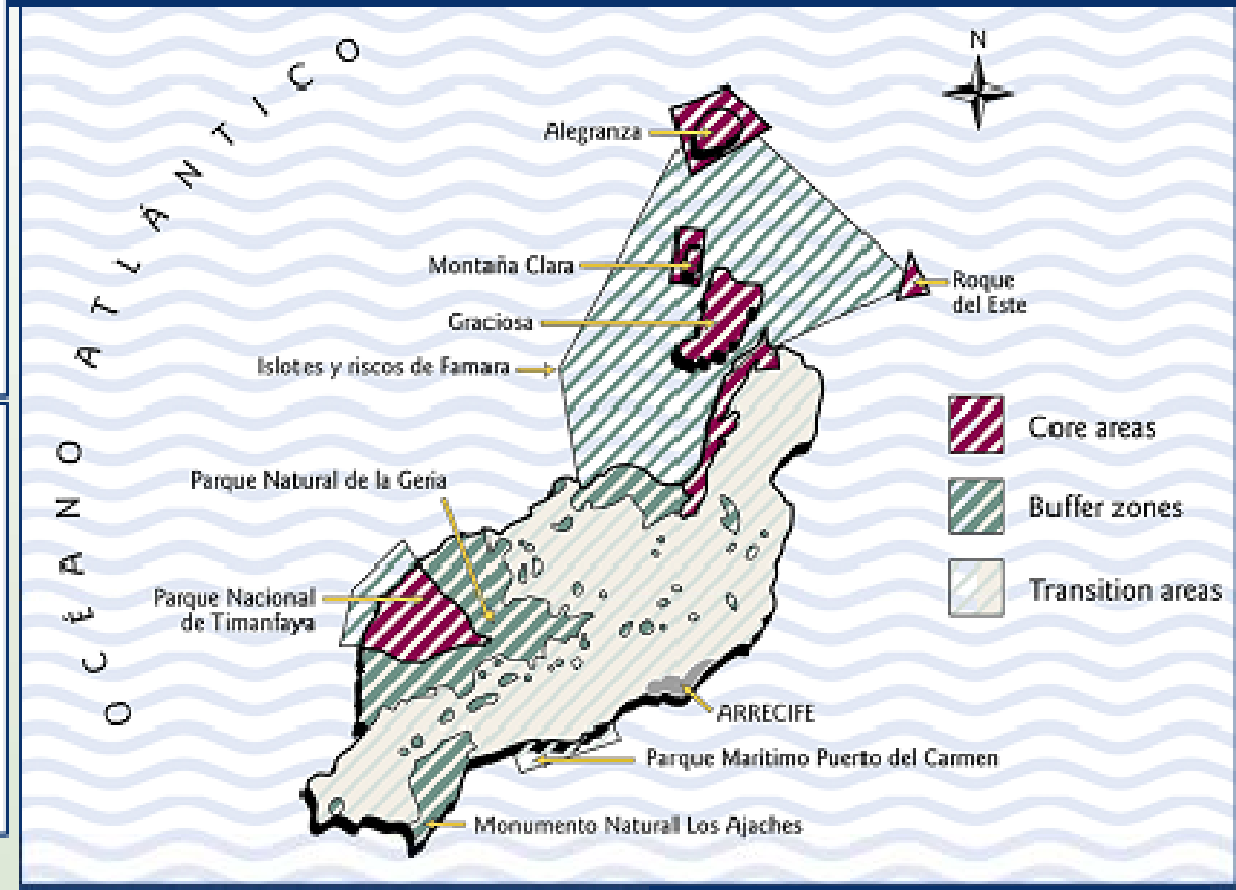 OCÉANO ATLÁNTICO
N
Alegranza
Montaña Clara
Roque
del Este
Graciosa
Islotes y riscos de Famara
Core areas
Parque Natural de la Geria
Buffer zones
Parque Nacional
de Timanfaya
Transition areas
ARRECIFE
Parque Marítimo Puerto del Carmen
Monumento Natural Los Ajaches